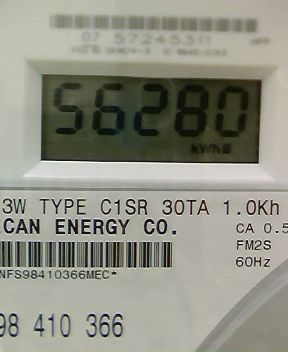 07 57245311
56280
kWh
3W TYPE C1SR 30TA 1.0Kh
CAN ENERGY CO.
CA 0.5
FM2S
60Hz
NFS98410366MEC*
98 410 366